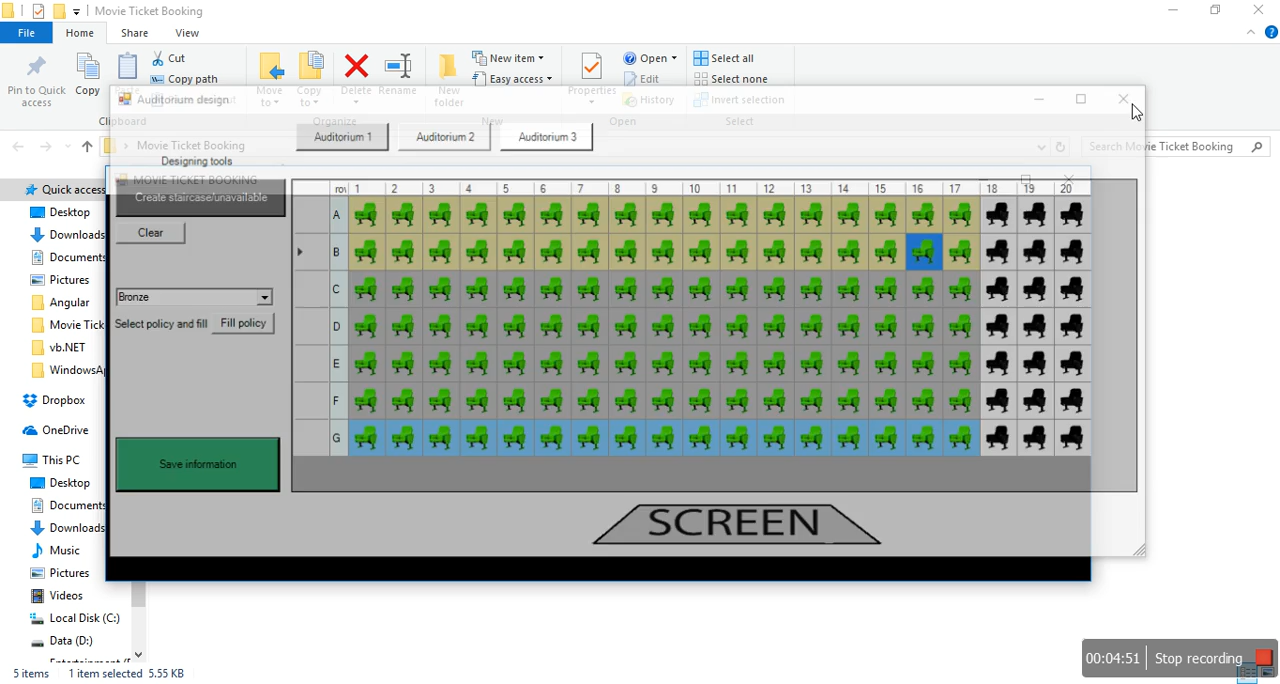 Movie Ticket Booking
File Home Share View
Pin to Quick access
Copy
Cut
Copy path
Clipboard
Move to
Copy to
Delete
Rename
Organize
New folder
New item
Easy access
New
Properties
Open
Edit
History
Open
Select all
Select none
Invert selection
Select
Movie Ticket Booking
Search Movie Ticket Booking
Auditorium design
Auditorium 1 Auditorium 2 Auditorium 3
Designing tools
MOVIE TICKET BOOKING
Create staircase/unavailable
Clear
Bronze
Select policy and fill Fill policy
Save information
1 2 3 4 5 6 7 8 9 10 11 12 13 14 15 16 17 18 19 20
A
B
C
D
E
F
G
SCREEN
Quick access
Desktop
Downloads
Documents
Pictures
Angular
Movie Tick
vb.NET
WindowsAp
Dropbox
OneDrive
This PC
Desktop
Documents
Downloads
Music
Pictures
Videos
Local Disk (C:)
Data (D:)
5 items 1 item selected 5.55 KB
00:04:51 Stop recording